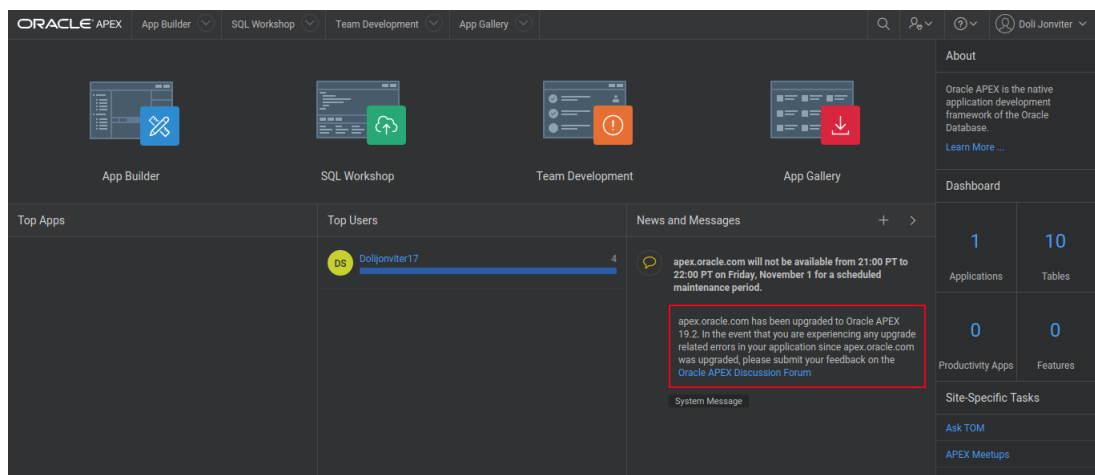 ORACLE APEX App Builder SQL Workshop Team Development App Gallery Doli Jonviter
App Builder
SQL Workshop
Team Development
App Gallery
Top Apps
Top Users
DS Dolijonviter17 4
News and Messages
apex.oracle.com will not be available from 21:00 PT to
22:00 PT on Friday, November 1 for a scheduled
maintenance period.
apex.oracle.com has been upgraded to Oracle APEX
19.2. In the event that you are experiencing any upgrade
related errors in your application since apex.oracle.com
was upgraded, please submit your feedback on the
Oracle APEX Discussion Forum
System Message
About
Oracle APEX is the native
application development
framework of the Oracle
Database.
Learn More ...
Dashboard
1
Applications
10
Tables
0
Productivity Apps
0
Features
Site-Specific Tasks
Ask TOM
APEX Meetups